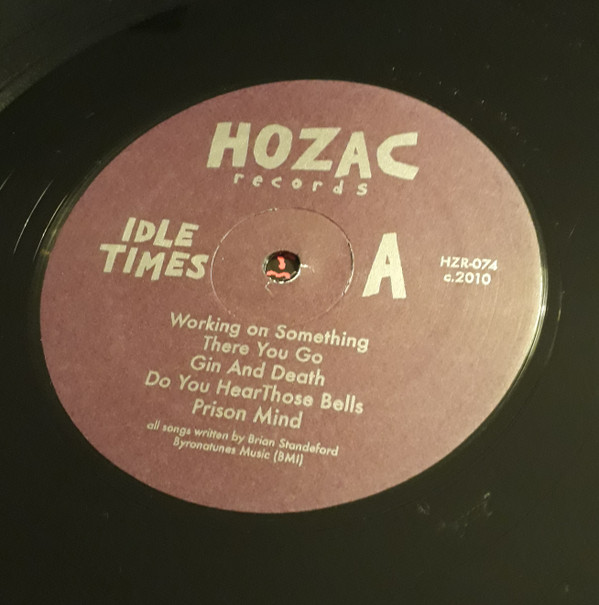 HOZAC
records
IDLE
TIMES
A
HZR-074
c.2010
Working on Something
There You Go
Gin And Death
Do You HearThose Bells
Prison Mind
all songs written by Brian Standeford
Byronatunes Music (BMI)